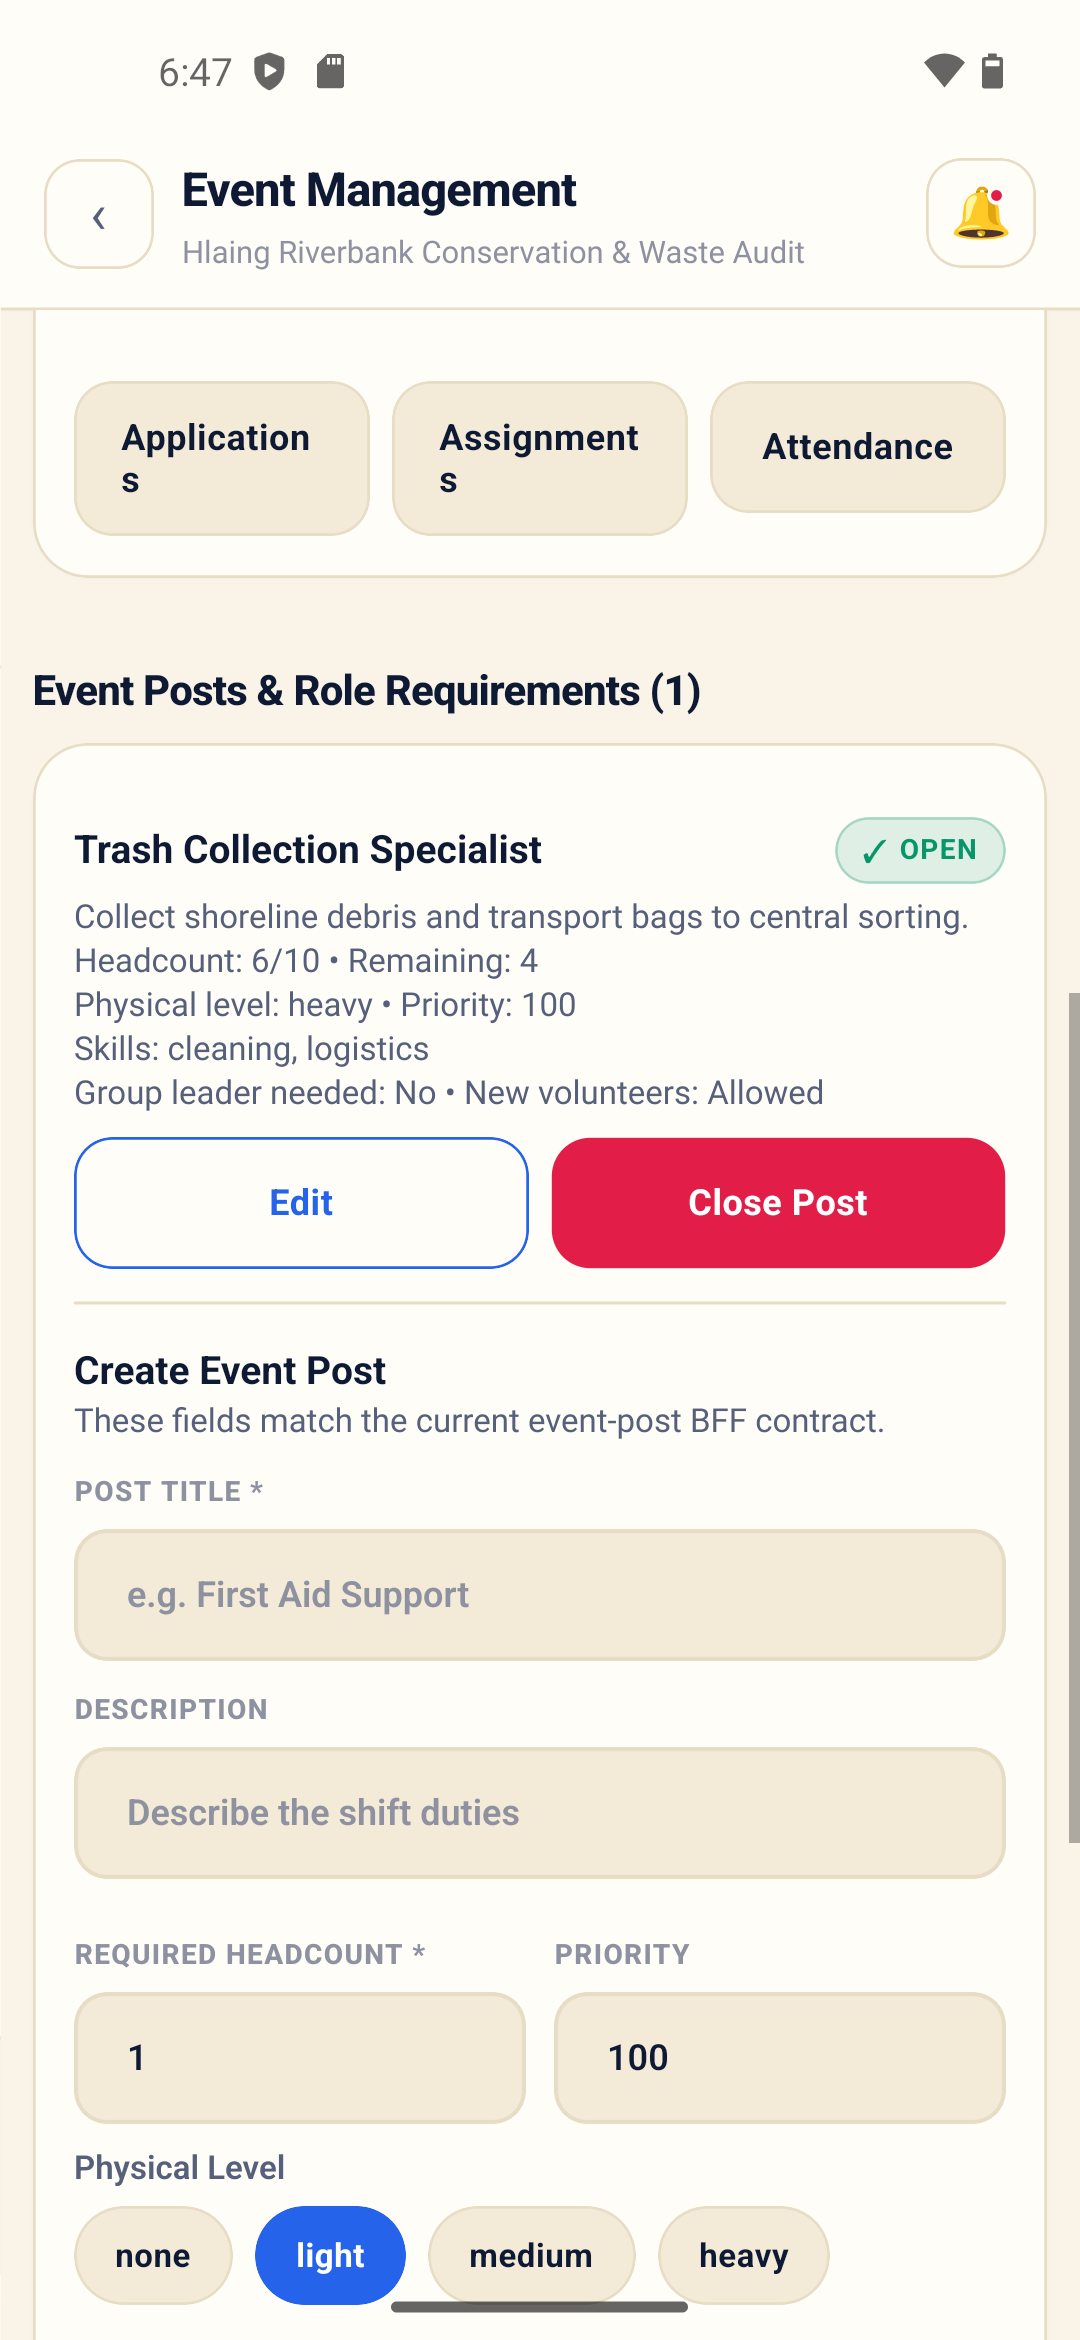 6:47
‹
Event Management
Hlaing Riverbank Conservation & Waste Audit
Application
s
Assignment
s
Attendance
Event Posts & Role Requirements (1)
Trash Collection Specialist
✓ OPEN
Collect shoreline debris and transport bags to central sorting.
Headcount: 6/10 • Remaining: 4
Physical level: heavy • Priority: 100
Skills: cleaning, logistics
Group leader needed: No • New volunteers: Allowed
Edit
Close Post
Create Event Post
These fields match the current event-post BFF contract.
POST TITLE *
e.g. First Aid Support
DESCRIPTION
Describe the shift duties
REQUIRED HEADCOUNT *
PRIORITY
1
100
Physical Level
none
light
medium
heavy